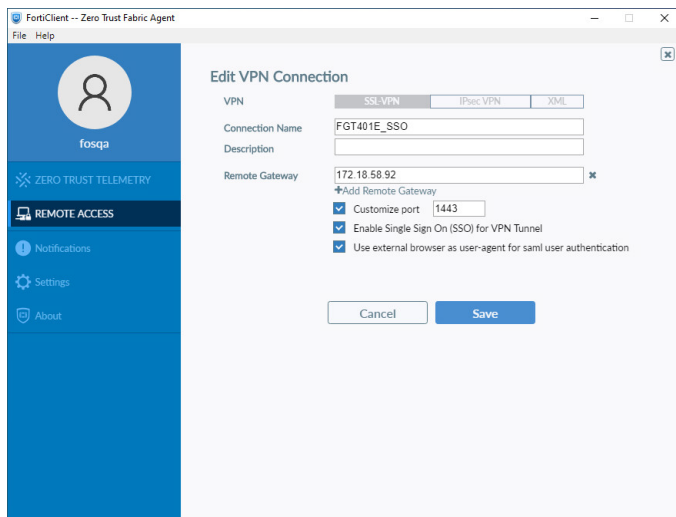 FortiClient -- Zero Trust Fabric Agent
File Help
fosqa
ZERO TRUST TELEMETRY
REMOTE ACCESS
Notifications
Settings
About
Edit VPN Connection
VPN SSL-VPN IPsec VPN XML
Connection Name FGT401E_SSO
Description
Remote Gateway 172.18.58.92
+Add Remote Gateway
Customize port 1443
Enable Single Sign On (SSO) for VPN Tunnel
Use external browser as user-agent for saml user authentication
Cancel Save